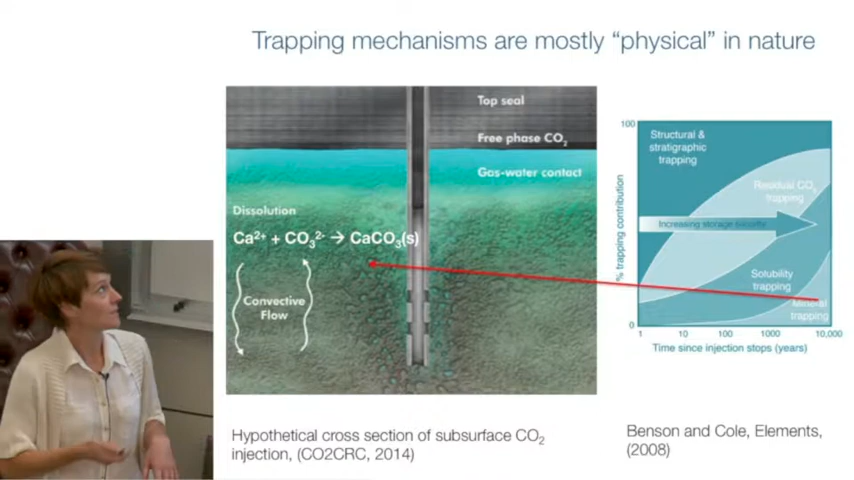 Trapping mechanisms are mostly “physical” in nature
Top seal
Free phase CO₂
Gas-water contact
Dissolution
Ca²⁺ + CO₃²⁻ → CaCO₃(s)
Convective
Flow
100
Structural &
stratigraphic
trapping
Residual CO₂
trapping
Increasing storage security
Solubility
trapping
Mineral
trapping
% trapping contribution
0
1
10
100
1000
10,000
Time since injection stops (years)
Hypothetical cross section of subsurface CO₂
injection, (CO2CRC, 2014)
Benson and Cole, Elements,
(2008)